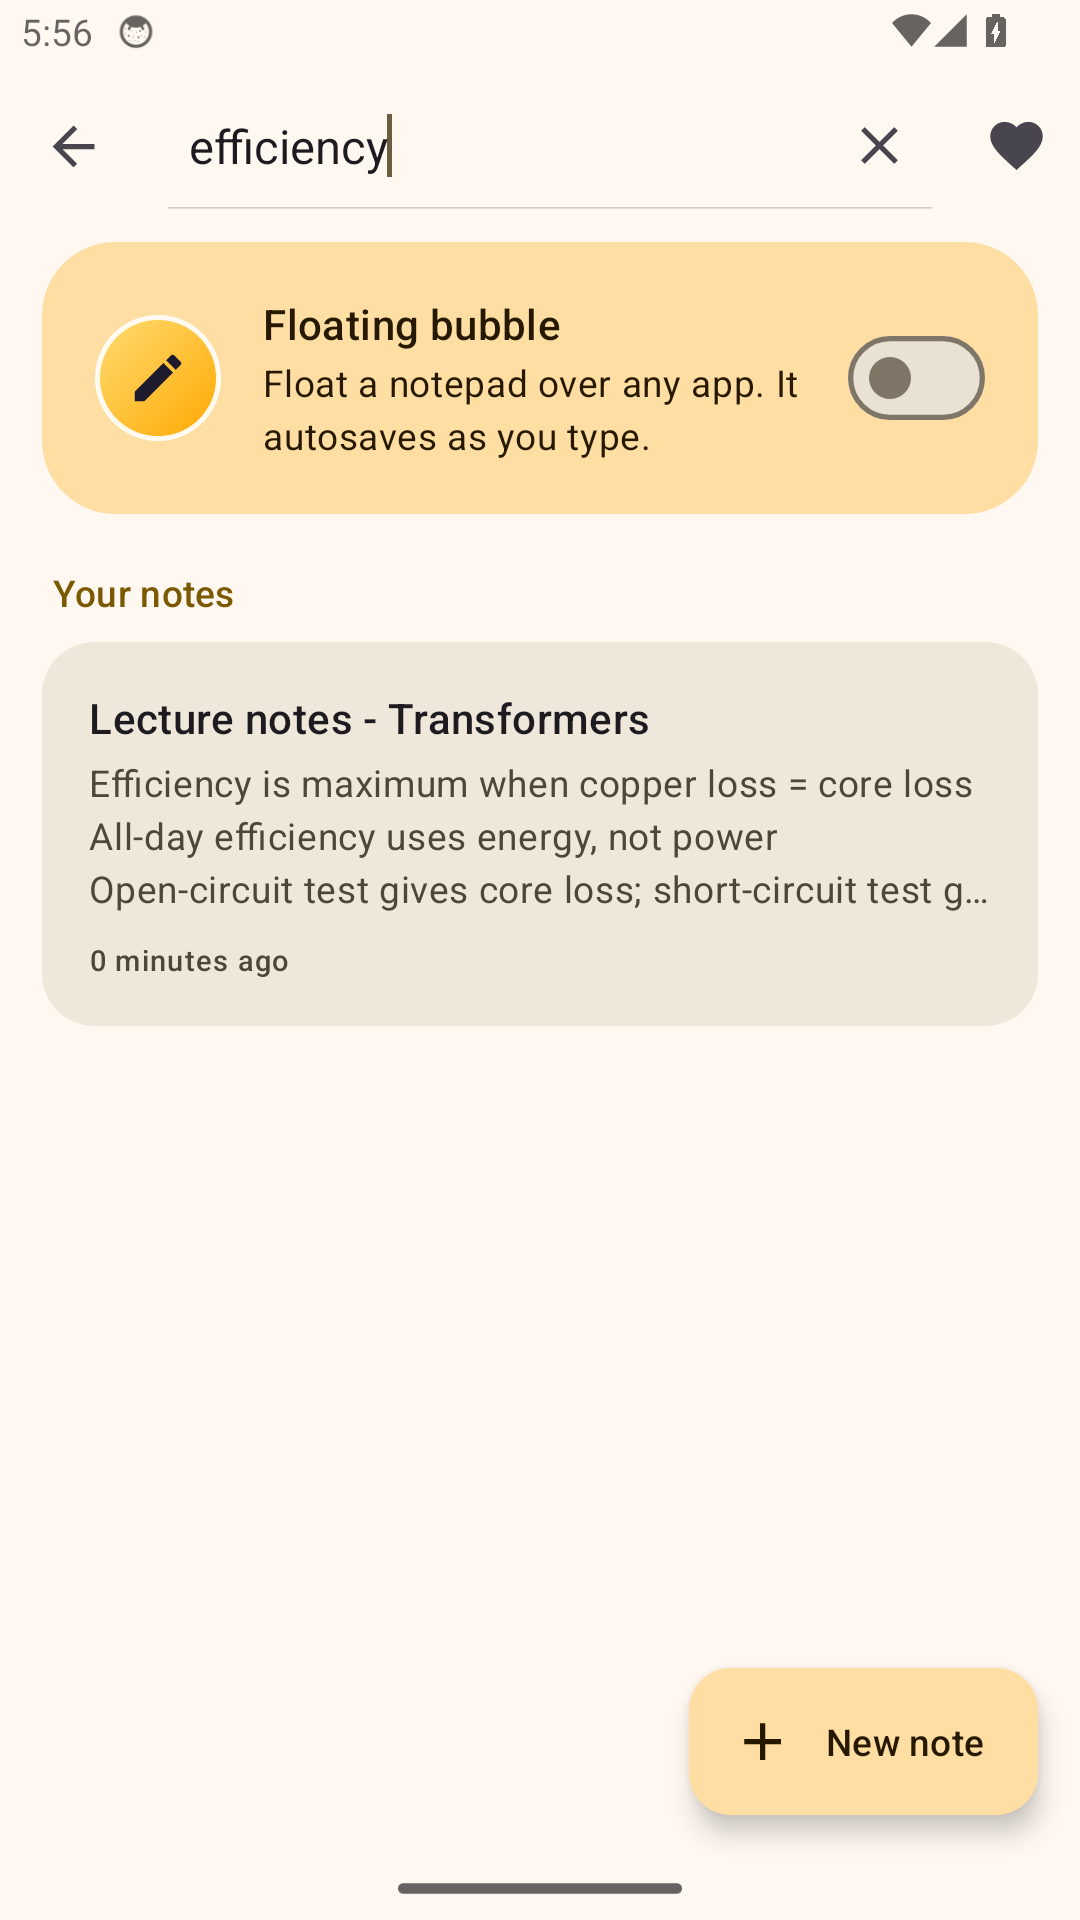 5:56
efficiency
Floating bubble
Float a notepad over any app. It
autosaves as you type.
Your notes
Lecture notes - Transformers
Efficiency is maximum when copper loss = core loss
All-day efficiency uses energy, not power
Open-circuit test gives core loss; short-circuit test g…
0 minutes ago
New note